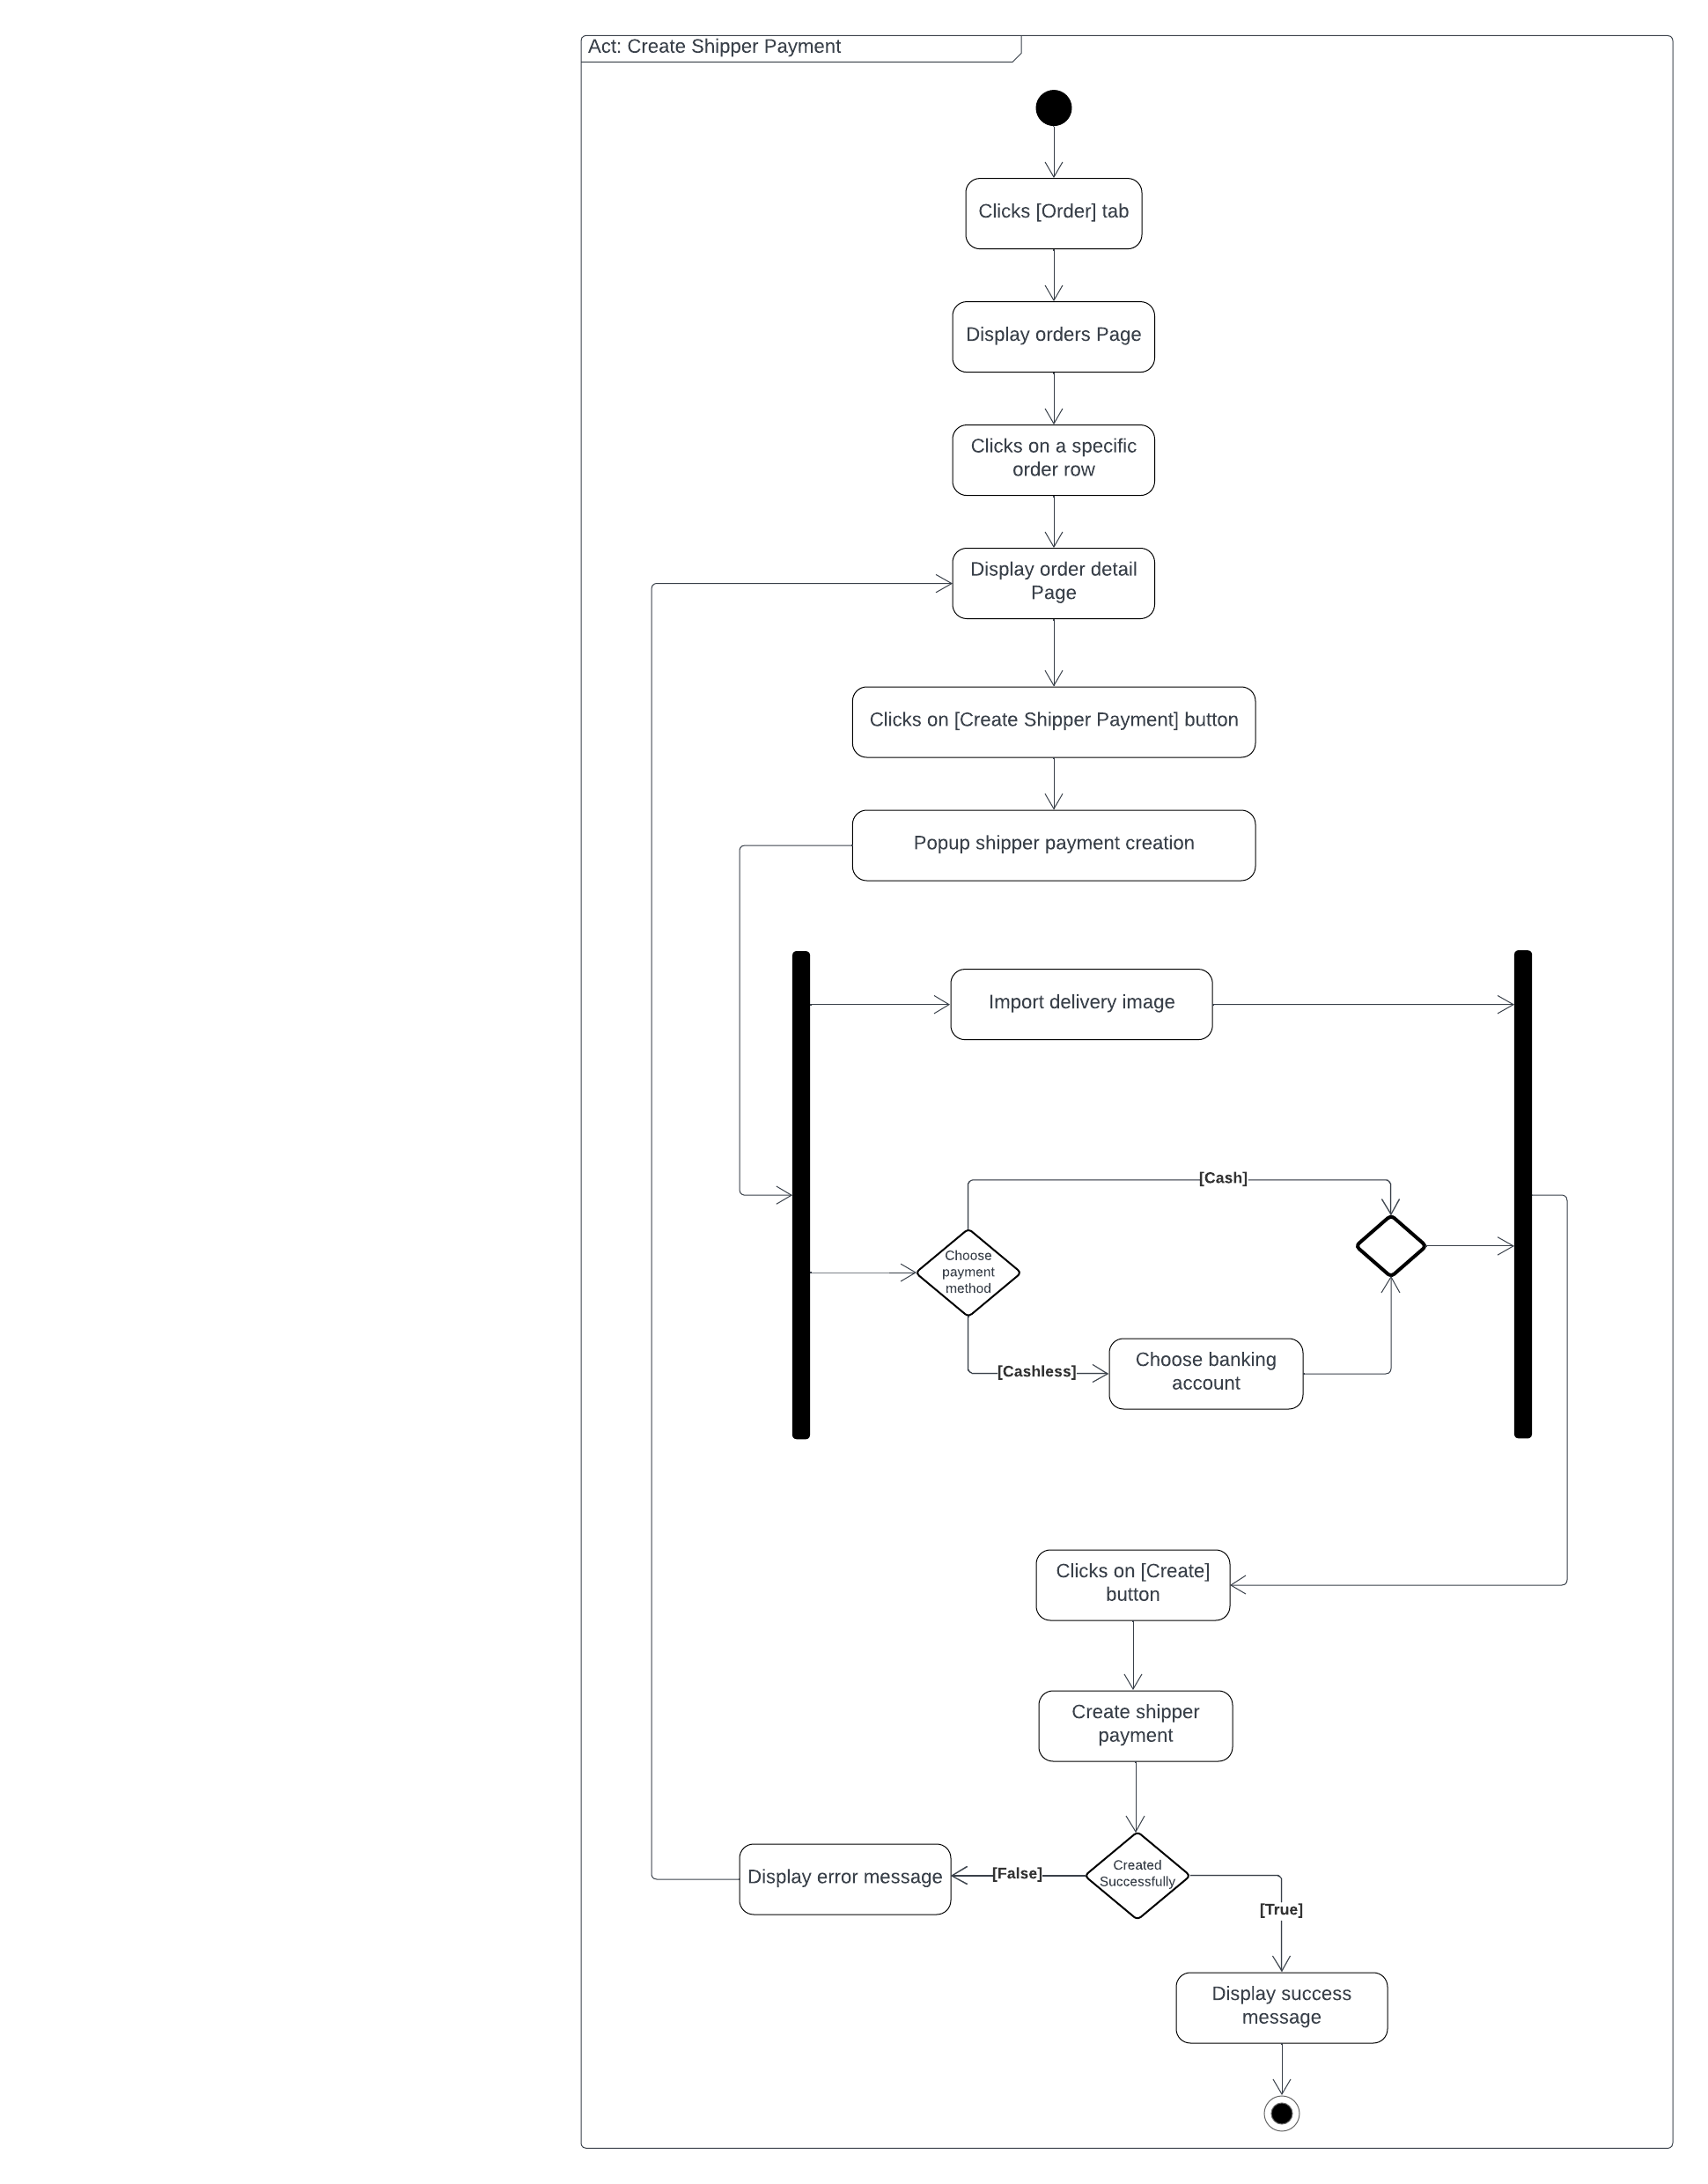 Act: Create Shipper Payment
Clicks [Order] tab
Display orders Page
Clicks on a specific
order row
Display order detail
Page
Clicks on [Create Shipper Payment] button
Popup shipper payment creation
Import delivery image
[Cash]
Choose
payment
method
[Cashless]
Choose banking
account
Clicks on [Create]
button
Create shipper
payment
Created
Successfully
[False]
Display error message
[True]
Display success
message